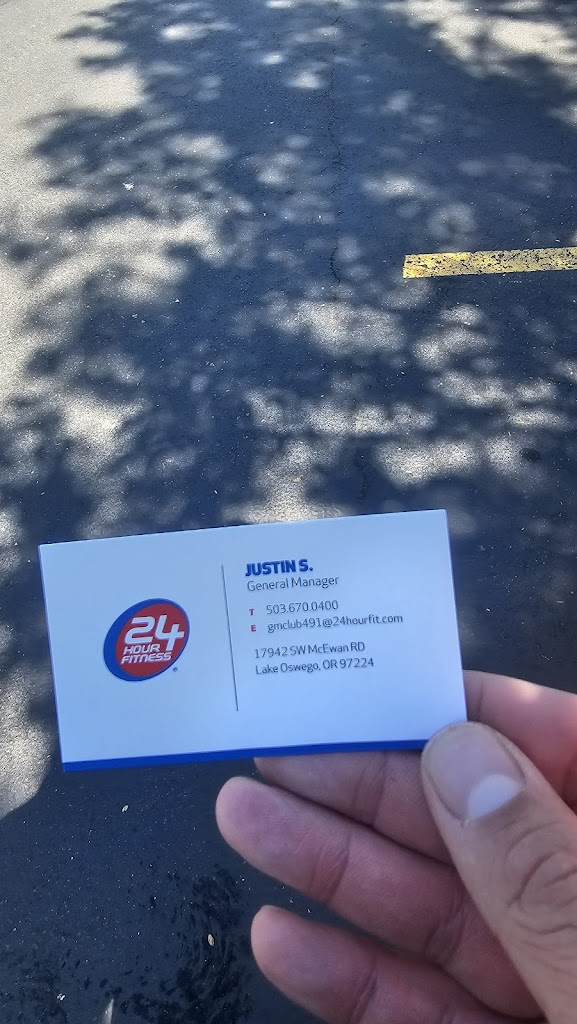 24
HOUR
FITNESS
®
JUSTIN S.
General Manager
T 503.670.0400
E gmclub491@24hourfit.com
17942 SW McEwan RD
Lake Oswego, OR 97224